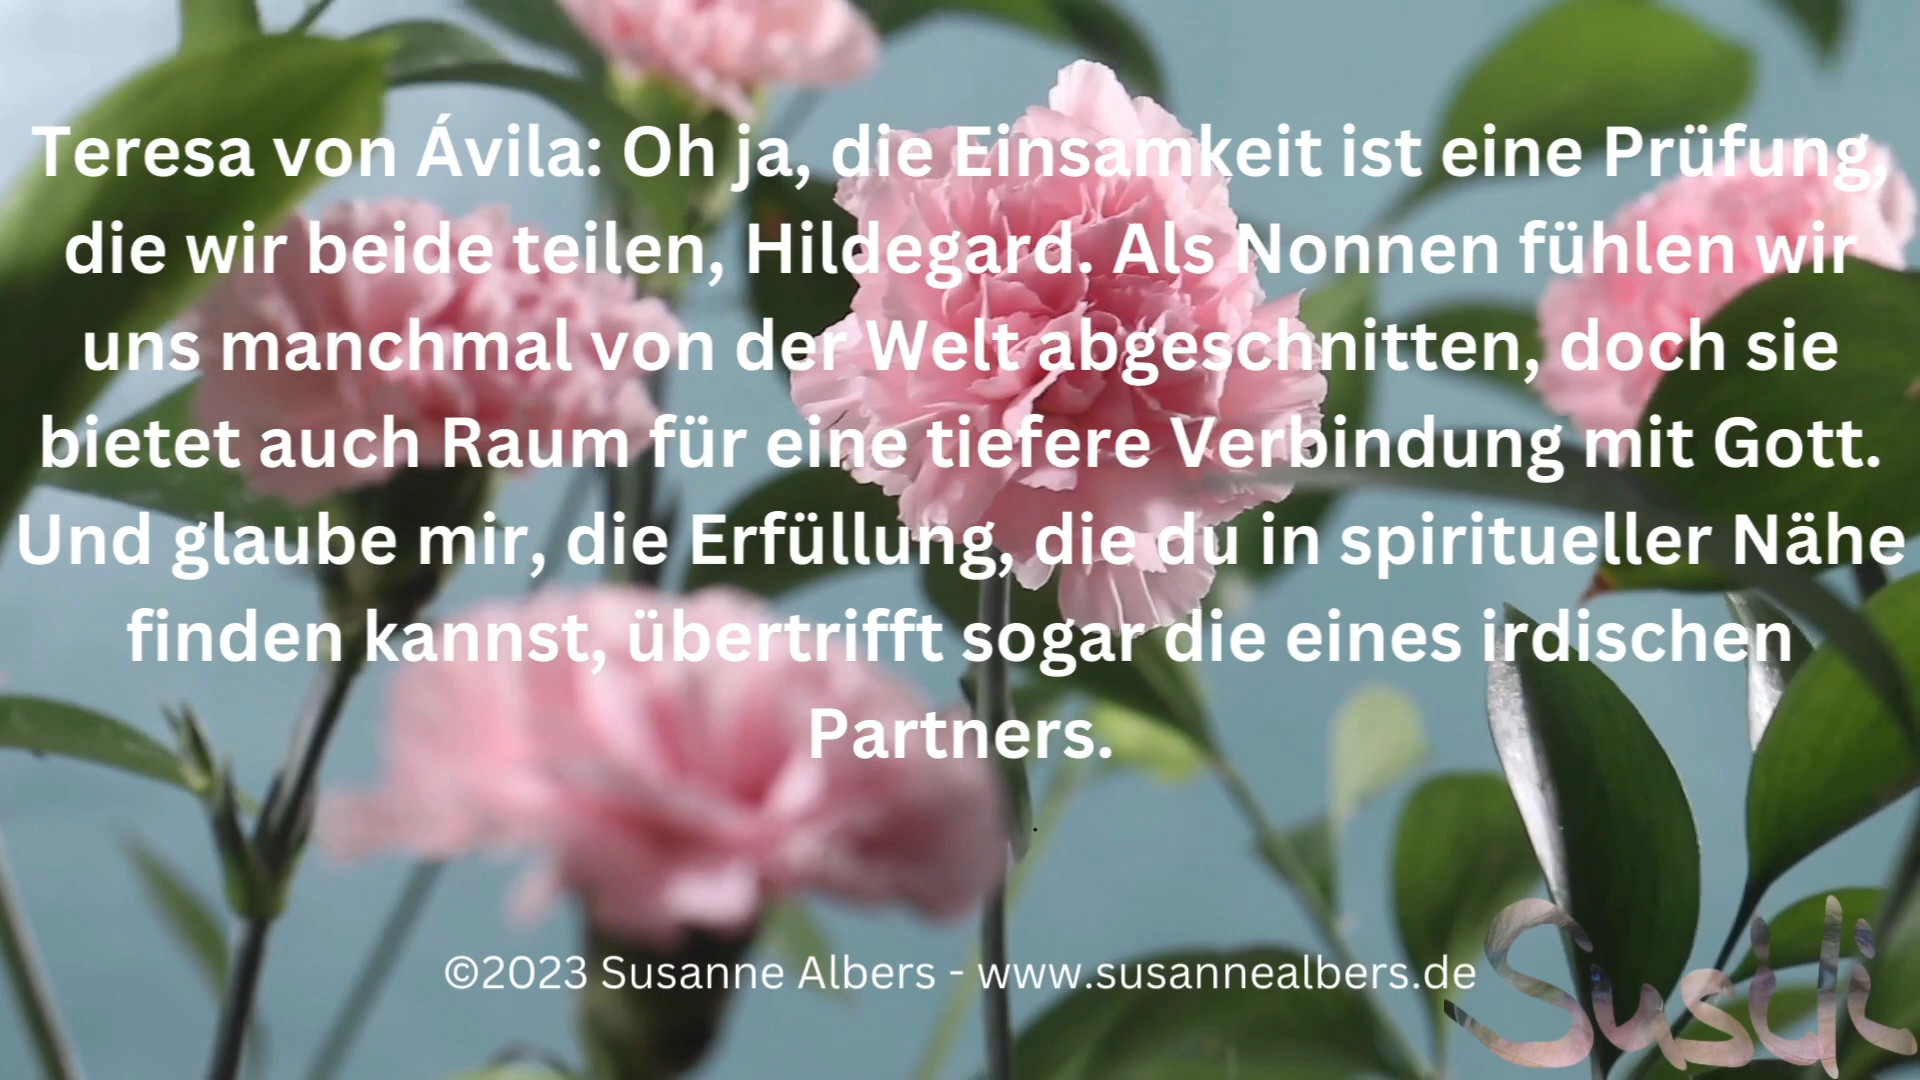 Teresa von Ávila: Oh ja, die Einsamkeit ist eine Prüfung,
die wir beide teilen, Hildegard. Als Nonnen fühlen wir
uns manchmal von der Welt abgeschnitten, doch sie
bietet auch Raum für eine tiefere Verbindung mit Gott.
Und glaube mir, die Erfüllung, die du in spiritueller Nähe
finden kannst, übertrifft sogar die eines irdischen
Partners.
.
©2023 Susanne Albers - www.susannealbers.de
Susili